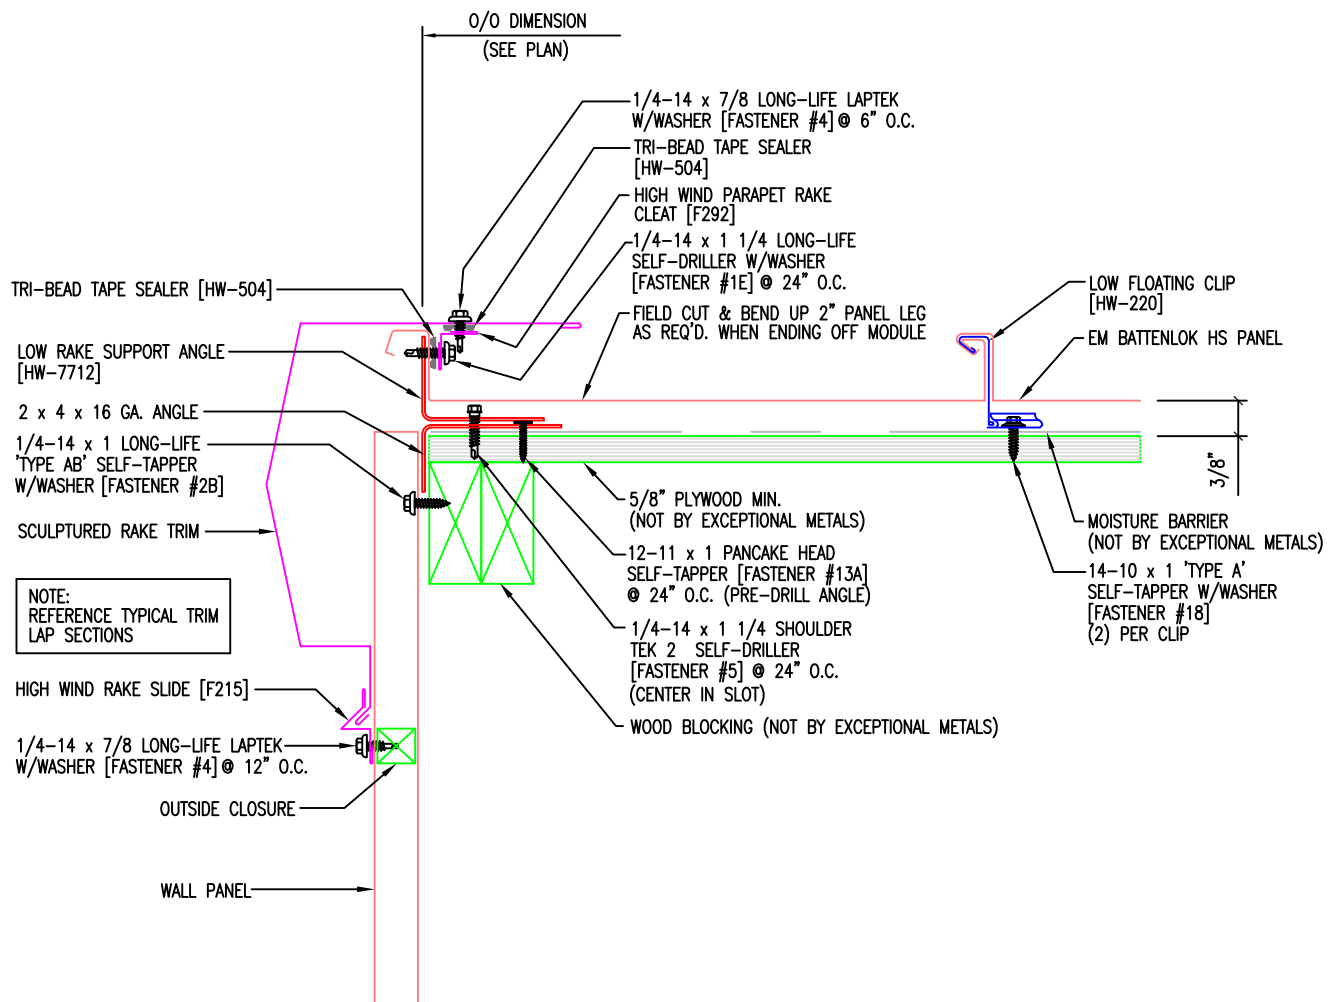 O/O DIMENSION
(SEE PLAN)
1/4-14 x 7/8 LONG-LIFE LAPTEK
W/WASHER [FASTENER #4] @ 6" O.C.
TRI-BEAD TAPE SEALER
[HW-504]
HIGH WIND PARAPET RAKE
CLEAT [F292]
1/4-14 x 1 1/4 LONG-LIFE
SELF-DRILLER W/WASHER
[FASTENER #1E] @ 24" O.C.
FIELD CUT & BEND UP 2" PANEL LEG
AS REQ'D. WHEN ENDING OFF MODULE
LOW FLOATING CLIP
[HW-220]
EM BATTENLOK HS PANEL
3/8"
TRI-BEAD TAPE SEALER [HW-504]
LOW RAKE SUPPORT ANGLE
[HW-7712]
2 x 4 x 16 GA. ANGLE
1/4-14 x 1 LONG-LIFE
'TYPE AB' SELF-TAPPER
W/WASHER [FASTENER #2B]
SCULPTURED RAKE TRIM
NOTE:
REFERENCE TYPICAL TRIM
LAP SECTIONS
HIGH WIND RAKE SLIDE [F215]
1/4-14 x 7/8 LONG-LIFE LAPTEK
W/WASHER [FASTENER #4] @ 12" O.C.
OUTSIDE CLOSURE
WALL PANEL
5/8" PLYWOOD MIN.
(NOT BY EXCEPTIONAL METALS)
12-11 x 1 PANCAKE HEAD
SELF-TAPPER [FASTENER #13A]
@ 24" O.C. (PRE-DRILL ANGLE)
1/4-14 x 1 1/4 SHOULDER
TEK 2 SELF-DRILLER
[FASTENER #5] @ 24" O.C.
(CENTER IN SLOT)
WOOD BLOCKING (NOT BY EXCEPTIONAL METALS)
MOISTURE BARRIER
(NOT BY EXCEPTIONAL METALS)
14-10 x 1 'TYPE A'
SELF-TAPPER W/WASHER
[FASTENER #18]
(2) PER CLIP